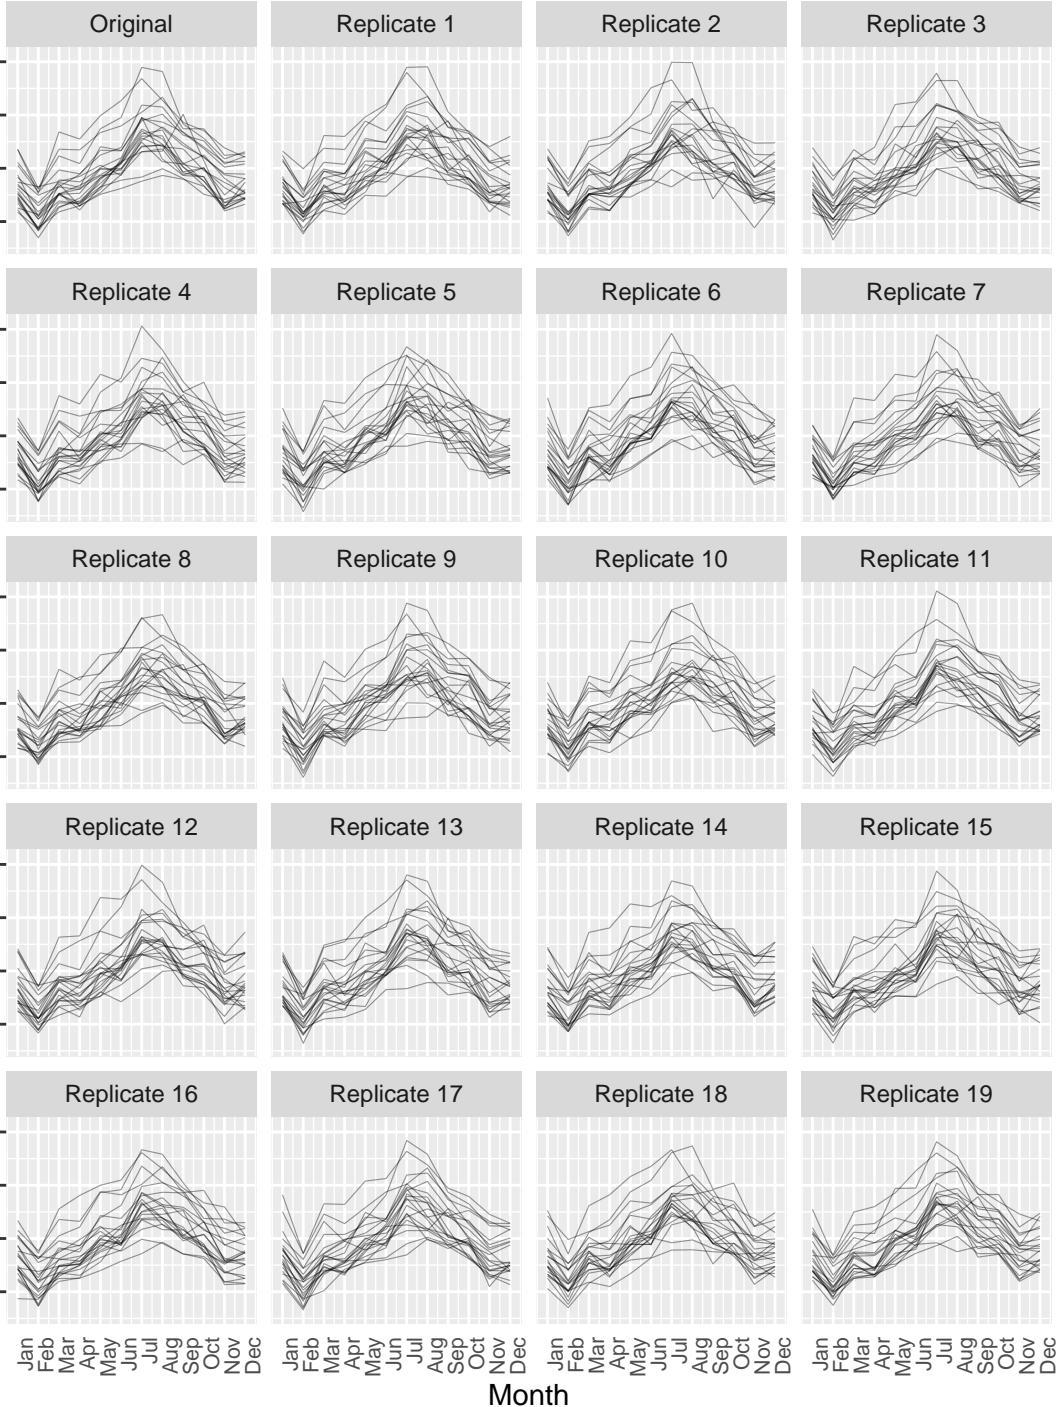 Original Replicate 1 Replicate 2 Replicate 3
Replicate 4 Replicate 5 Replicate 6 Replicate 7
Replicate 8 Replicate 9 Replicate 10 Replicate 11
Replicate 12 Replicate 13 Replicate 14 Replicate 15
Replicate 16 Replicate 17 Replicate 18 Replicate 19
Jan Feb Mar Apr May Jun Jul Aug Sep Oct Nov Dec Jan Feb Mar Apr May Jun Jul Aug Sep Oct Nov Dec Jan Feb Mar Apr May Jun Jul Aug Sep Oct Nov Dec Jan Feb Mar Apr May Jun Jul Aug Sep Oct Nov Dec
Month